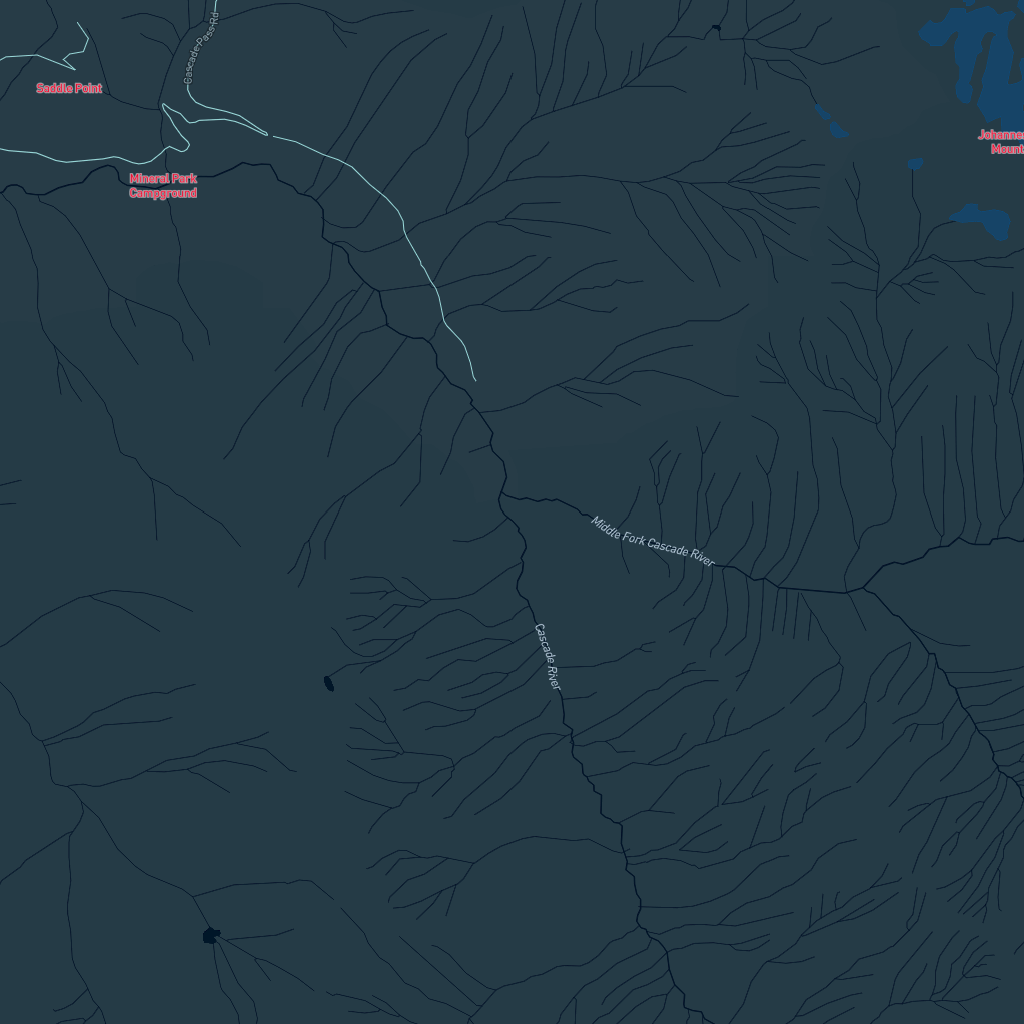 Cascade Pass Rd
Saddle Point
Mineral Park
Campground
Middle Fork Cascade River
Cascade River